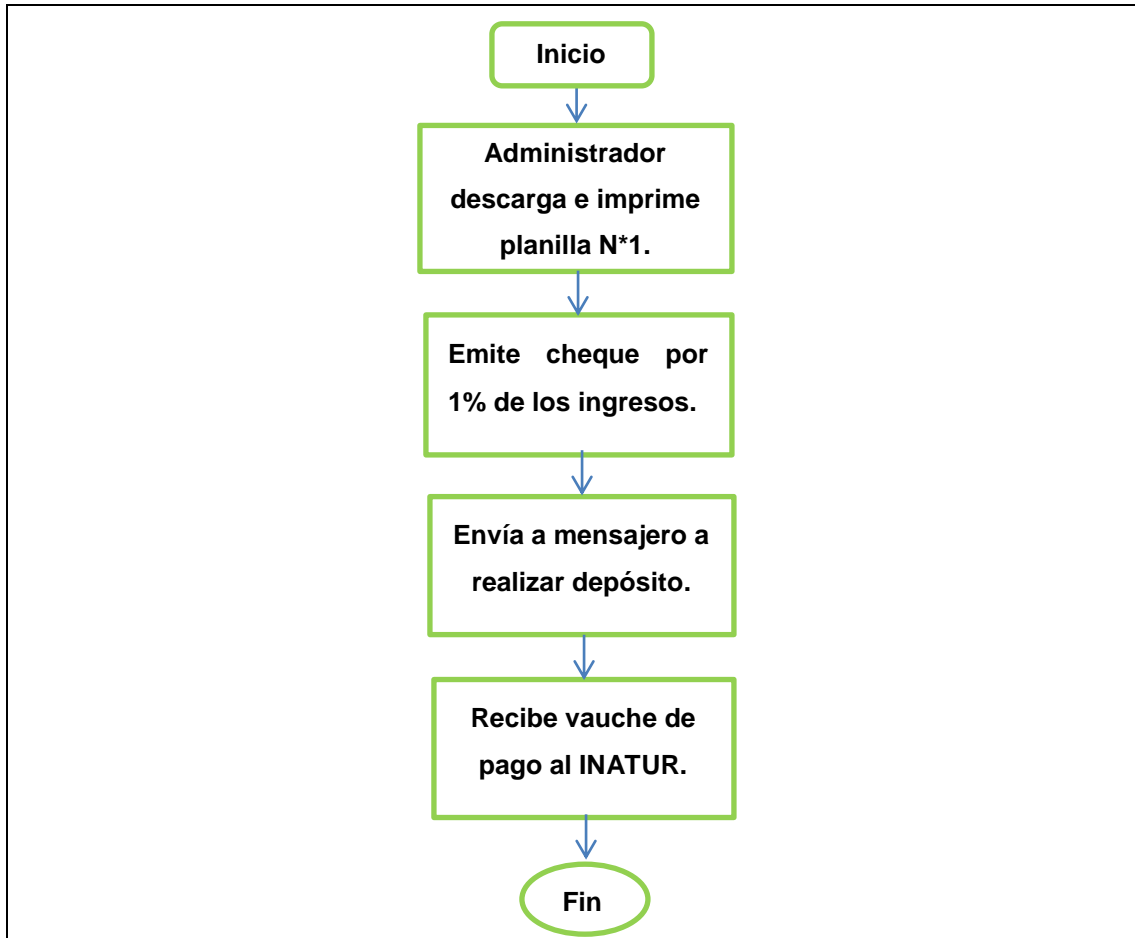 Inicio
Administrador
descarga e imprime
planilla N*1.
Emite cheque por
1% de los ingresos.
Envía a mensajero a
realizar depósito.
Recibe vauche de
pago al INATUR.
Fin